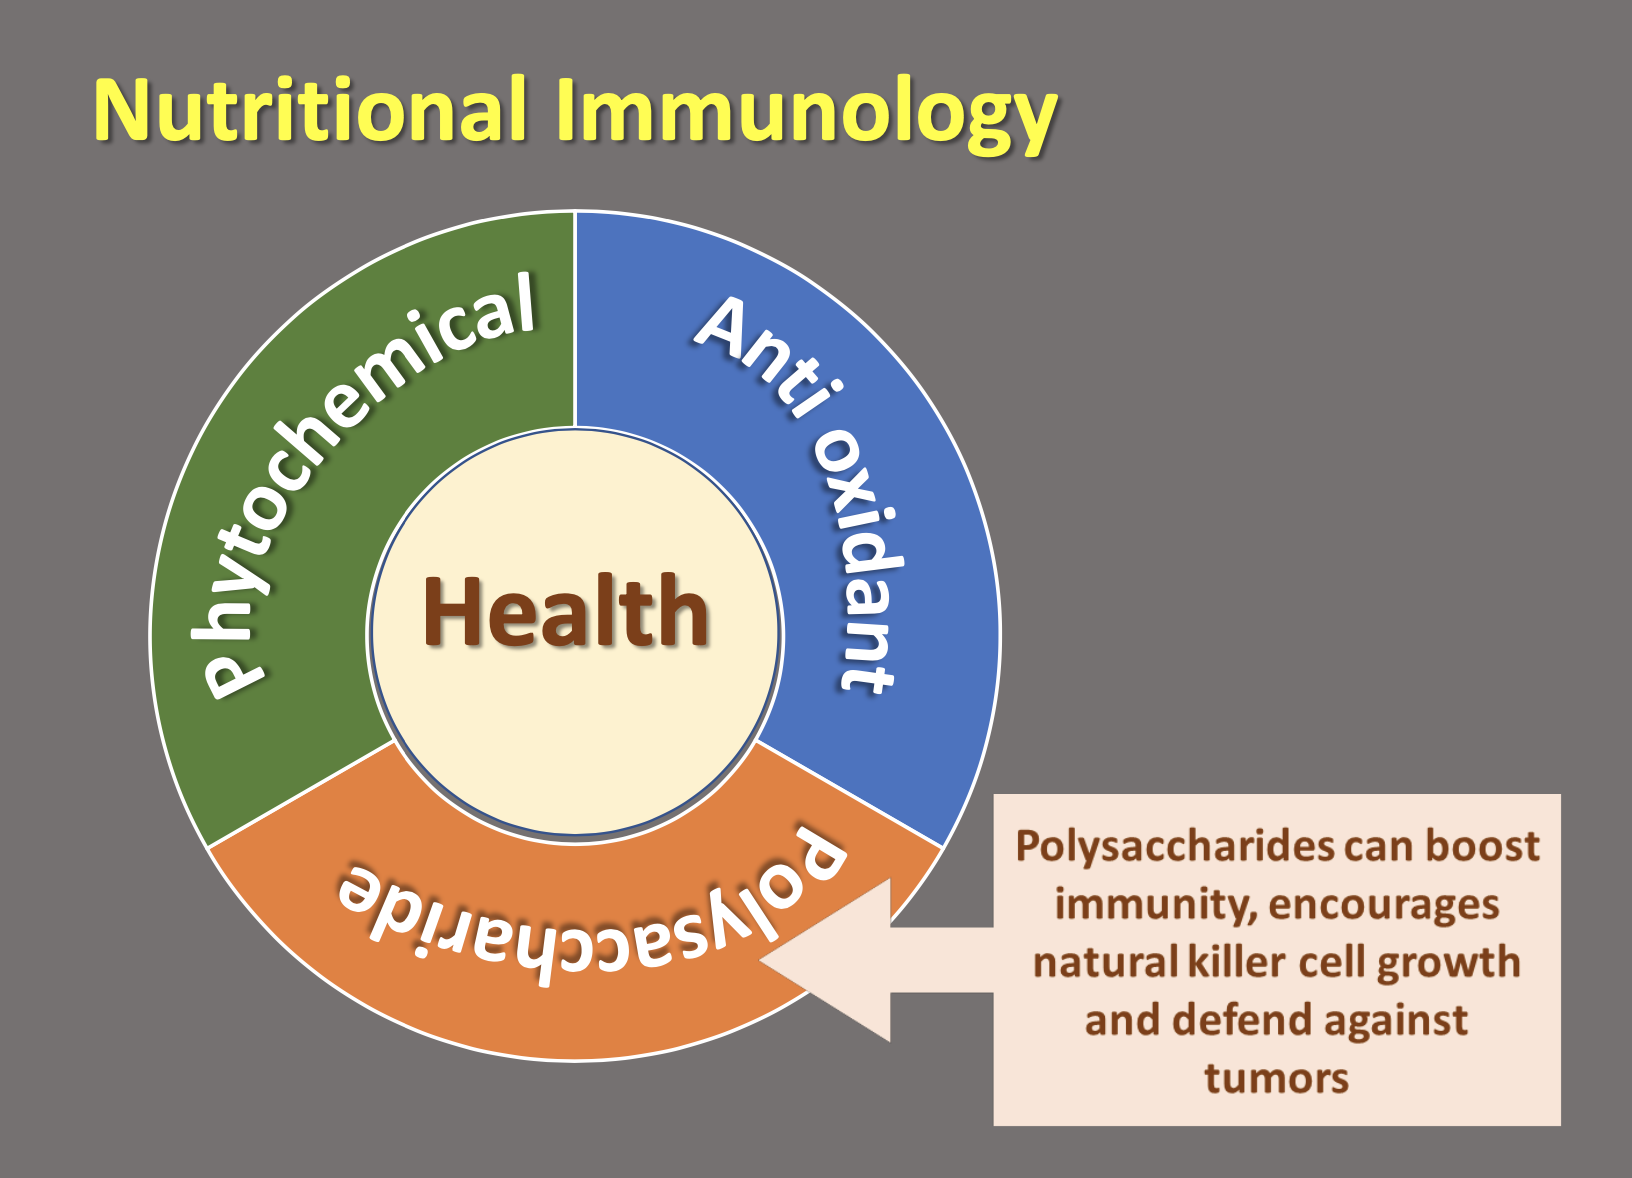 Nutritional Immunology
Phytochemical
Anti oxidant
Health
Polysaccharide
Polysaccharides can boost
immunity, encourages
natural killer cell growth
and defend against
tumors